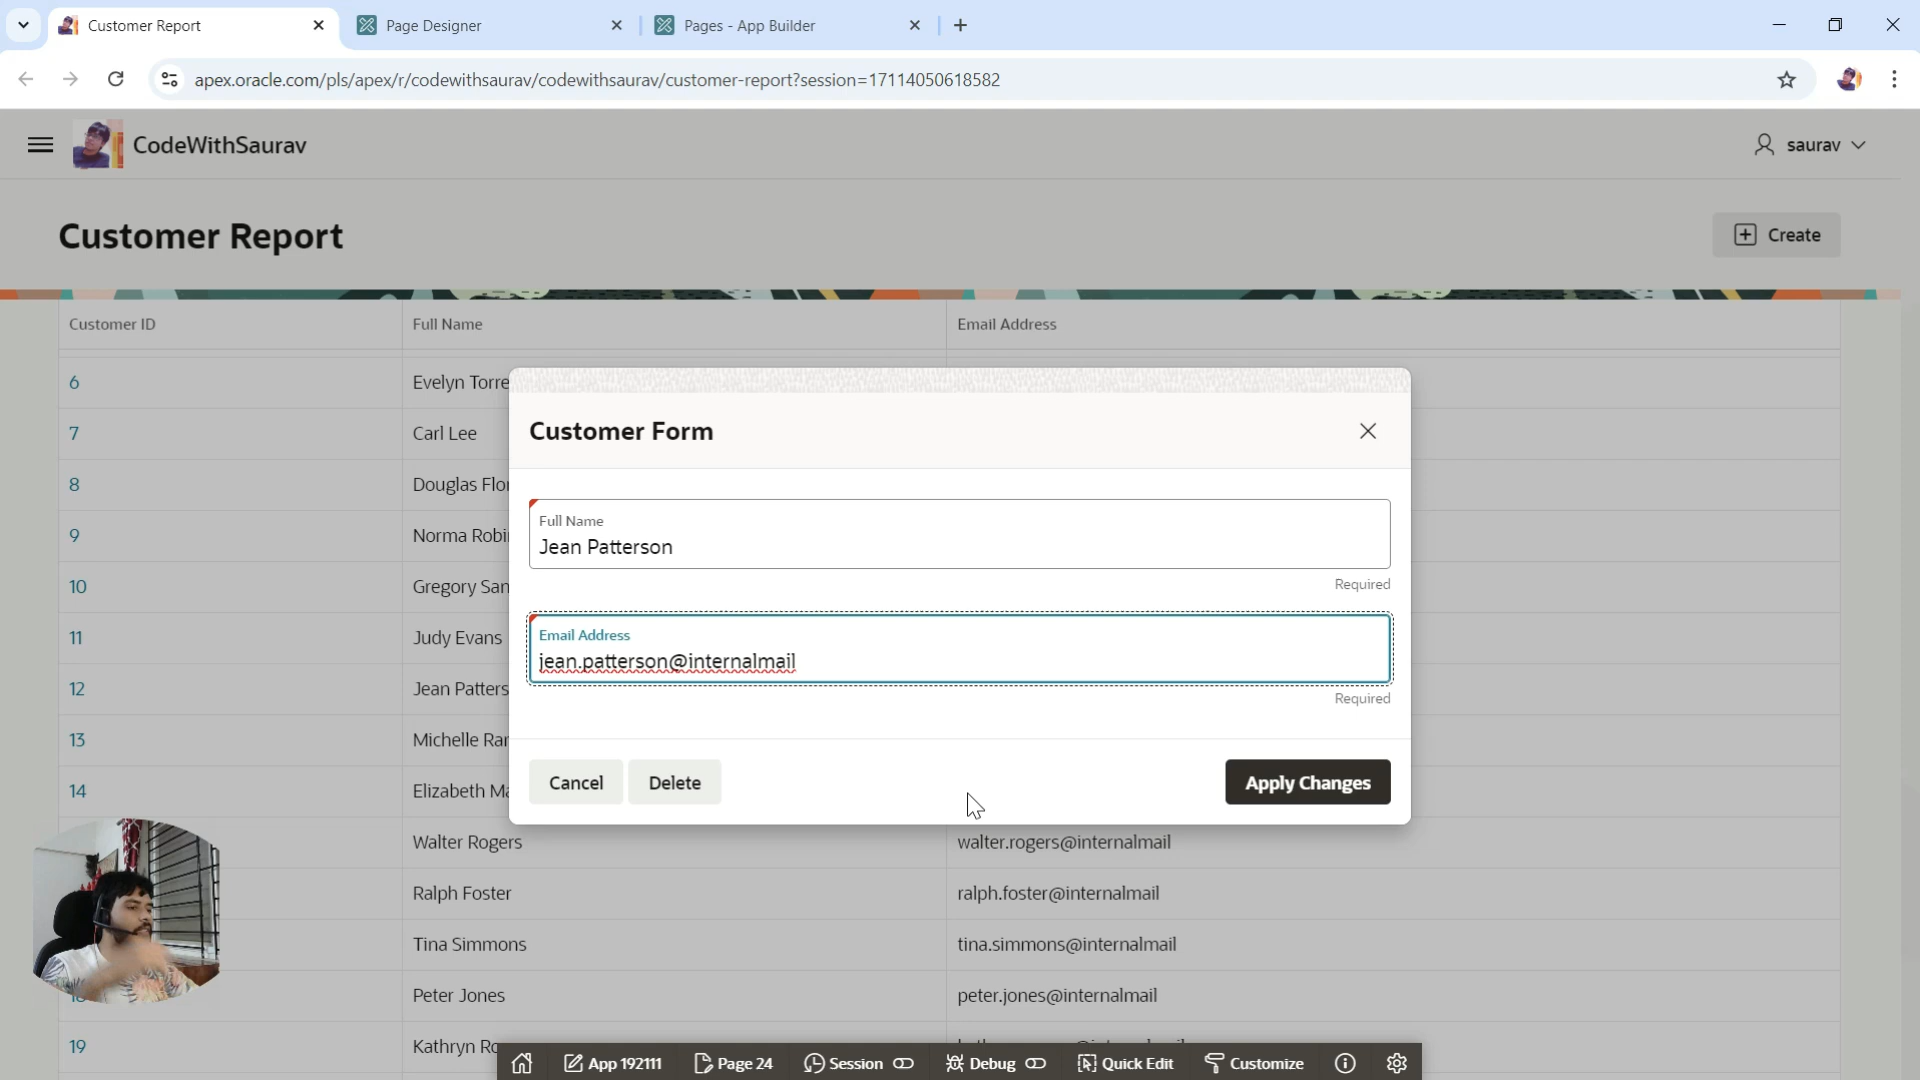 Customer Report
Page Designer
Pages - App Builder
apex.oracle.com/pls/apex/r/codewithsaurav/codewithsaurav/customer-report?session=17114050618582
CodeWithSaurav
saurav
Customer Report
Create
Customer ID Full Name Email Address
6 Evelyn Torre
7 Carl Lee
8 Douglas Flo
9 Norma Robi
10 Gregory San
11 Judy Evans
12 Jean Patters
13 Michelle Ra
14 Elizabeth Ma
Customer Form
Full Name
Jean Patterson
Required
Email Address
jean.patterson@internalmail
Required
Cancel Delete Apply Changes
Walter Rogers walter.rogers@internalmail
Ralph Foster ralph.foster@internalmail
Tina Simmons tina.simmons@internalmail
Peter Jones peter.jones@internalmail
19 Kathryn Ro
App 192111 Page 24 Session Debug Quick Edit Customize